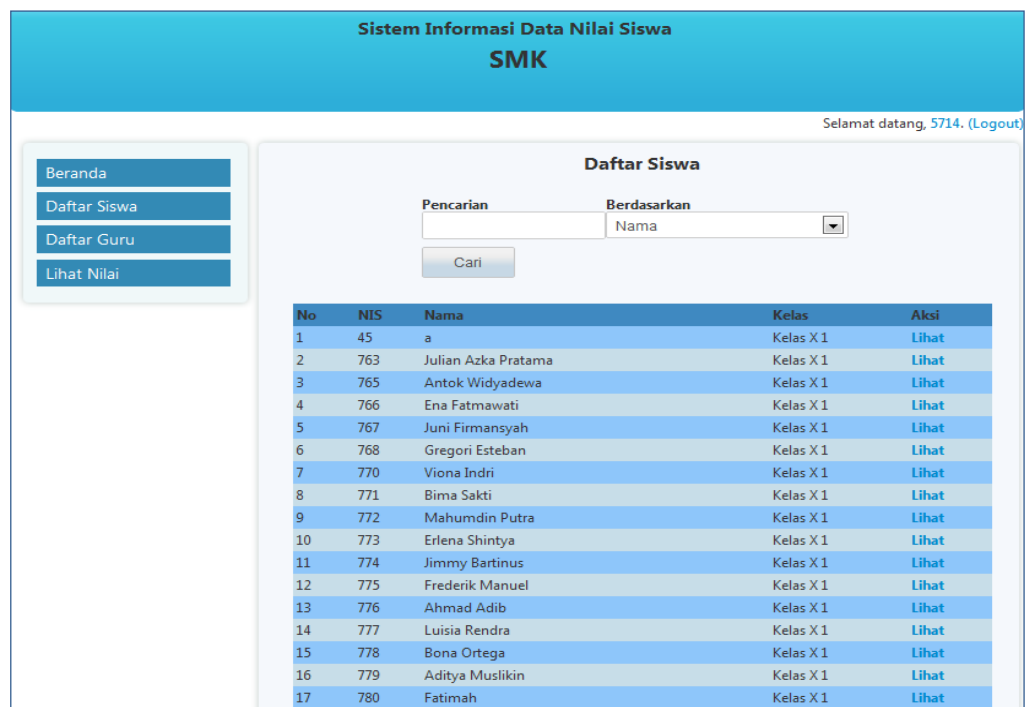 Sistem Informasi Data Nilai Siswa
SMK
Selamat datang, 5714. (Logout)
Beranda
Daftar Siswa
Daftar Guru
Lihat Nilai
Daftar Siswa
Pencarian Berdasarkan
Nama
Cari
No NIS Nama Kelas Aksi
1 45 a Kelas X 1 Lihat
2 763 Julian Azka Pratama Kelas X 1 Lihat
3 765 Antok Widyadewa Kelas X 1 Lihat
4 766 Ena Fatmawati Kelas X 1 Lihat
5 767 Juni Firmansyah Kelas X 1 Lihat
6 768 Gregori Esteban Kelas X 1 Lihat
7 770 Viona Indri Kelas X 1 Lihat
8 771 Bima Sakti Kelas X 1 Lihat
9 772 Mahumdin Putra Kelas X 1 Lihat
10 773 Erlena Shintya Kelas X 1 Lihat
11 774 Jimmy Bartinus Kelas X 1 Lihat
12 775 Frederik Manuel Kelas X 1 Lihat
13 776 Ahmad Adib Kelas X 1 Lihat
14 777 Luisia Rendra Kelas X 1 Lihat
15 778 Bona Ortega Kelas X 1 Lihat
16 779 Aditya Muslikin Kelas X 1 Lihat
17 780 Fatimah Kelas X 1 Lihat